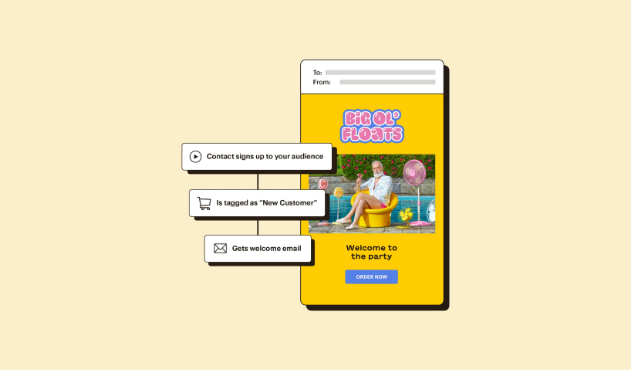 To:
From:
BIG OL'
FLOATS
Contact signs up to your audience
Is tagged as "New Customer"
Gets welcome email
Welcome to
the party
ORDER NOW